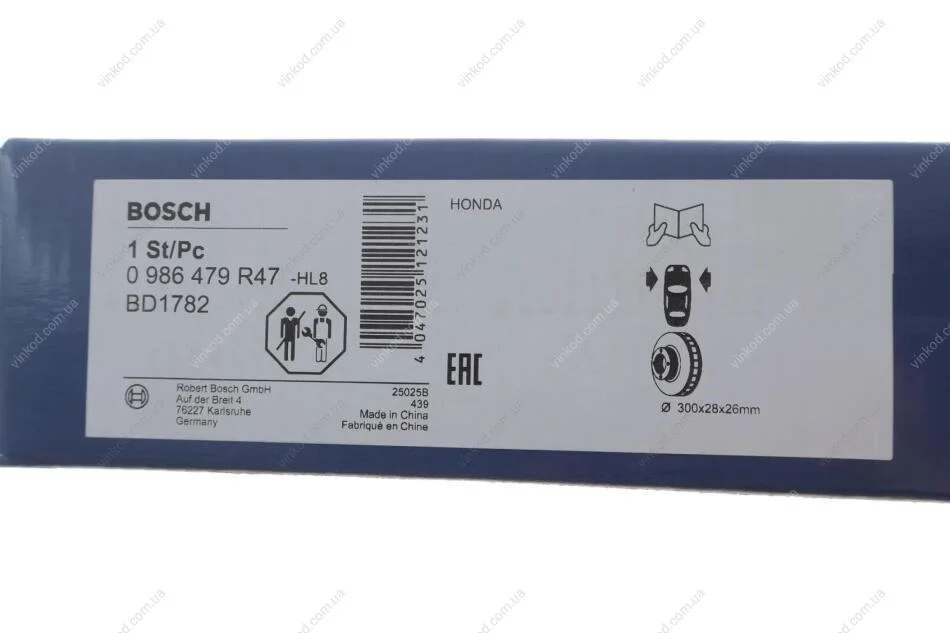 BOSCH
1 St/Pc
0 986 479 R47 -HL8
BD1782
Robert Bosch GmbH
Auf der Breit 4
76227 Karlsruhe
Germany
25025B
439
Made in China
Fabriqué en Chine
4 047025 121231
HONDA
EAC
Ø 300x28x26mm
vinkod.com.ua